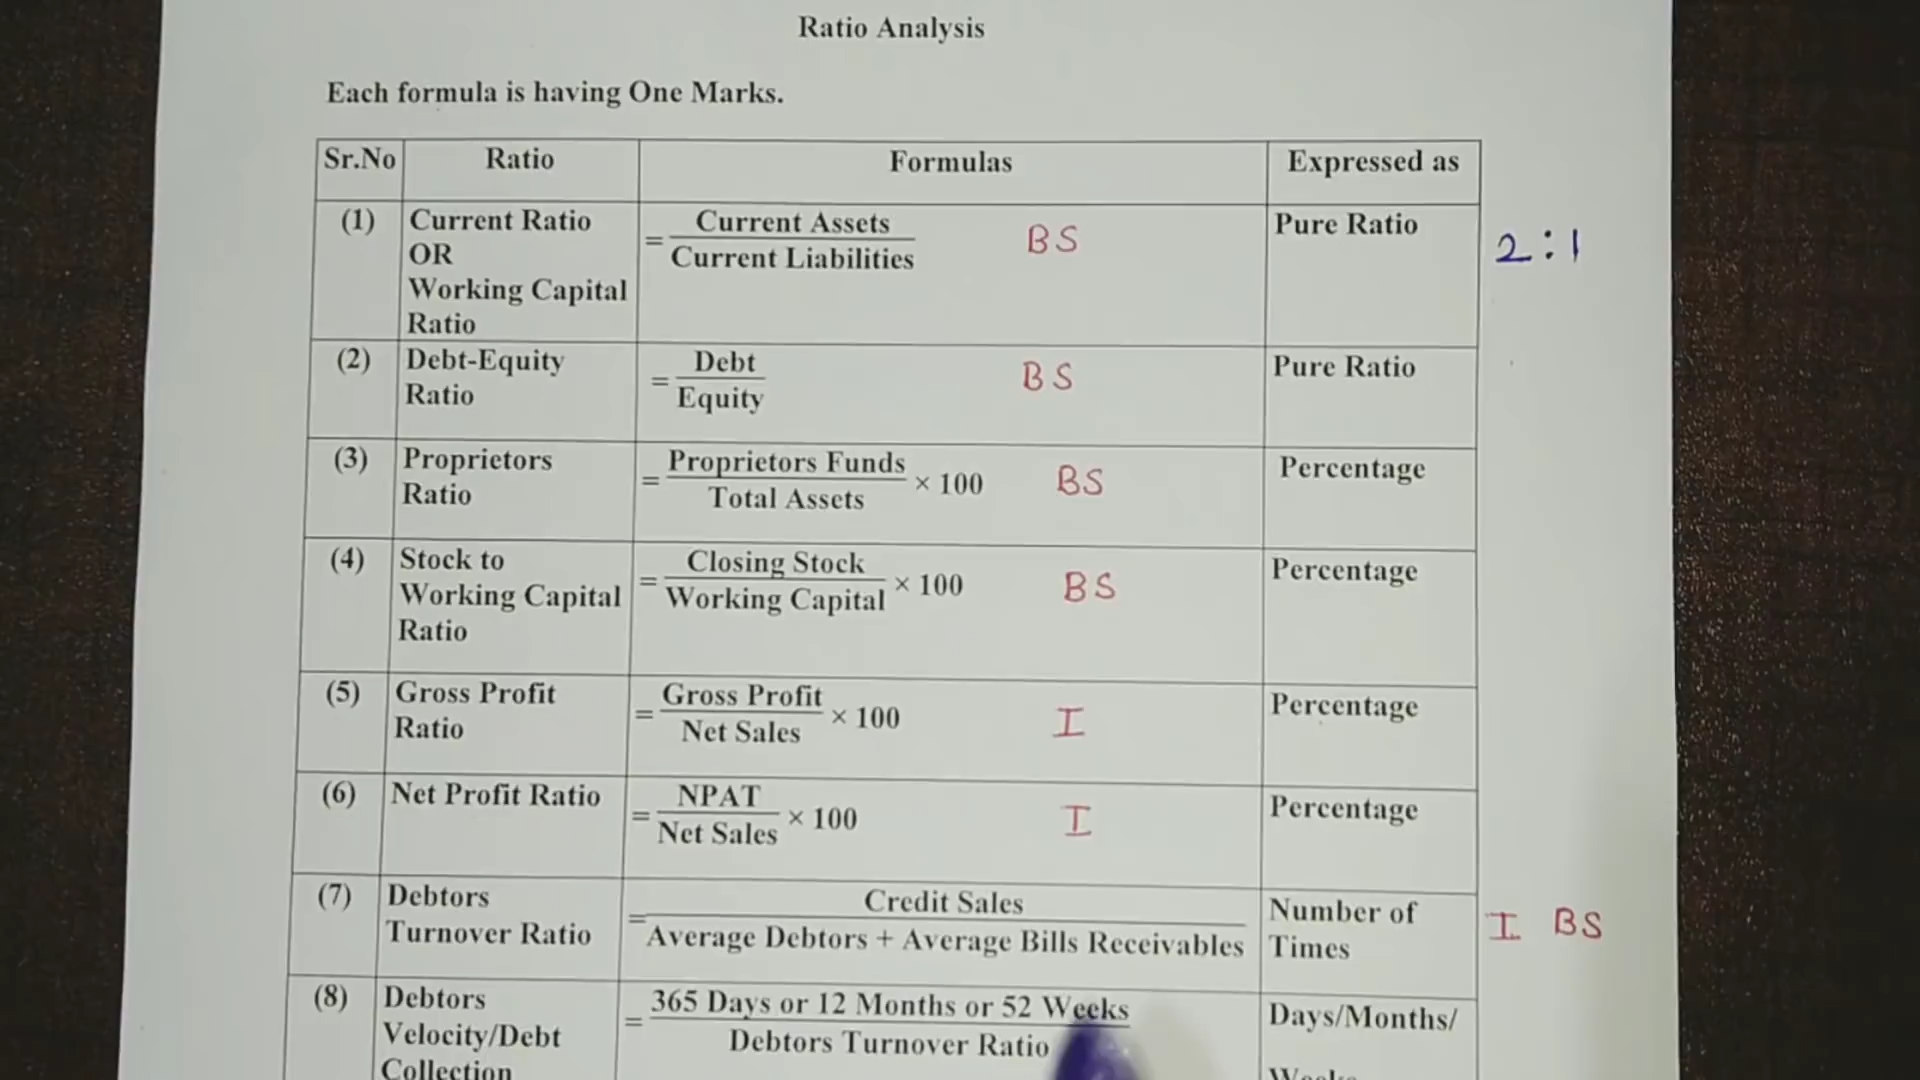 Ratio Analysis
Each formula is having One Marks.
Sr.No Ratio Formulas Expressed as
(1) Current Ratio OR Working Capital Ratio = Current Assets / Current Liabilities BS Pure Ratio 2:1
(2) Debt-Equity Ratio = Debt / Equity BS Pure Ratio
(3) Proprietors Ratio = Proprietors Funds / Total Assets × 100 BS Percentage
(4) Stock to Working Capital Ratio = Closing Stock / Working Capital × 100 BS Percentage
(5) Gross Profit Ratio = Gross Profit / Net Sales × 100 I Percentage
(6) Net Profit Ratio = NPAT / Net Sales × 100 I Percentage
(7) Debtors Turnover Ratio = Credit Sales / Average Debtors + Average Bills Receivables Number of Times I BS
(8) Debtors Velocity/Debt Collection = 365 Days or 12 Months or 52 Weeks / Debtors Turnover Ratio Days/Months/